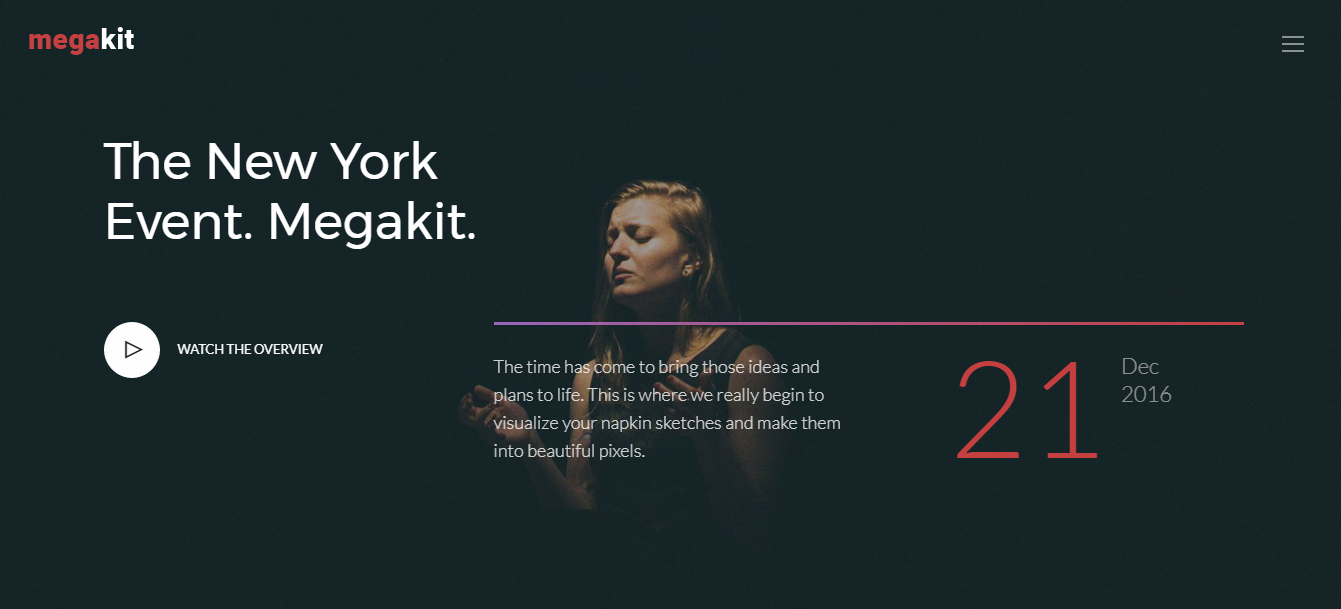 megakit
The New York
Event. Megakit.
WATCH THE OVERVIEW
The time has come to bring those ideas and
plans to life. This is where we really begin to
visualize your napkin sketches and make them
into beautiful pixels.
21
Dec
2016